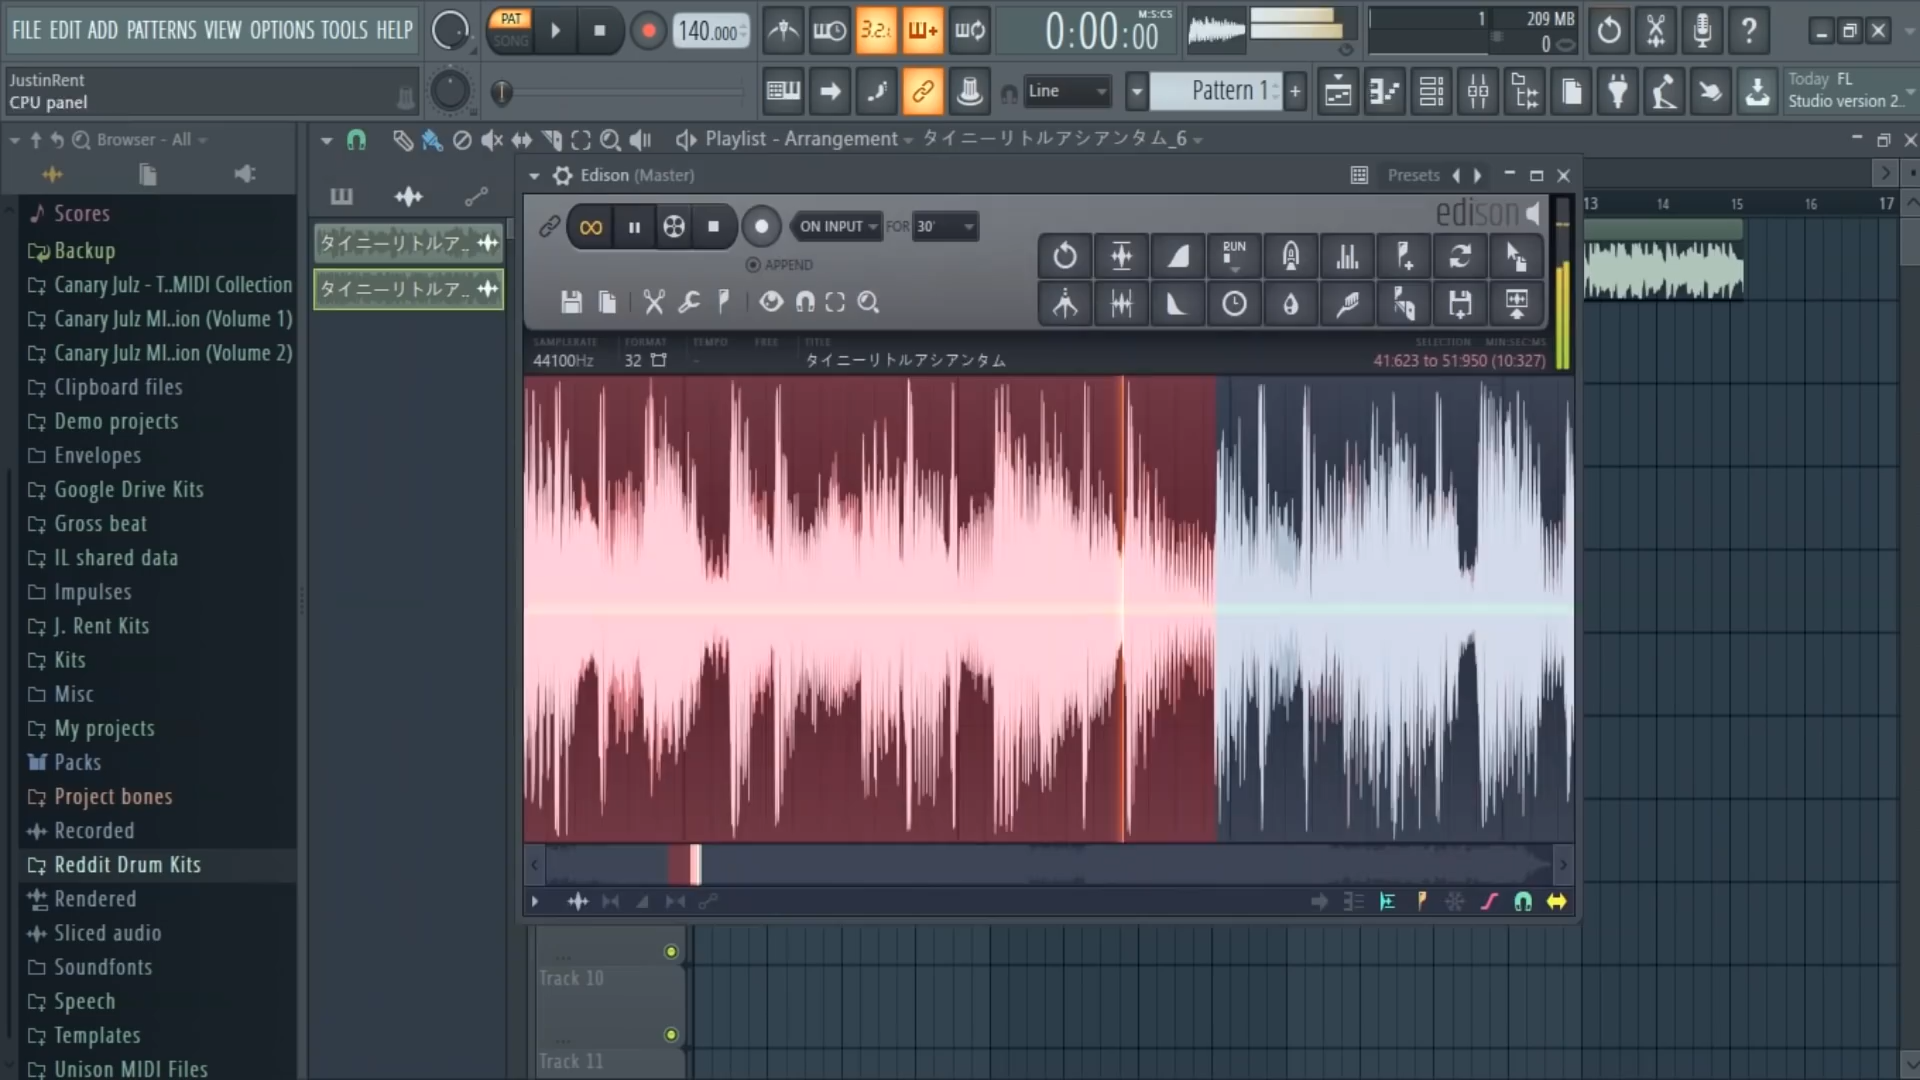 FILE EDIT ADD PATTERNS VIEW OPTIONS TOOLS HELP
PAT
SONG
140.000
3.2.
0:00:00
M:S:CS
1
209 MB
0
?
JustinRent
CPU panel
Line
Pattern 1
+
Today FL
Studio version 2..
Browser - All
Playlist - Arrangement
タイニーリトルアシアンタム_6
Scores
Backup
Canary Julz - T..MIDI Collection
Canary Julz MI..ion (Volume 1)
Canary Julz MI..ion (Volume 2)
Clipboard files
Demo projects
Envelopes
Google Drive Kits
Gross beat
IL shared data
Impulses
J. Rent Kits
Kits
Misc
My projects
Packs
Project bones
Recorded
Reddit Drum Kits
Rendered
Sliced audio
Soundfonts
Speech
Templates
Unison MIDI Files
タイニーリトルア..
タイニーリトルア..
Edison (Master)
Presets
ON INPUT
FOR
30'
APPEND
edison
RUN
SAMPLERATE
44100Hz
FORMAT
32
TEMPO
-
FREE
TITLE
タイニーリトルアシアンタム
SELECTION
MIN:SEC:MS
41:623 to 51:950 (10:327)
13
14
15
16
17
Track 10
Track 11